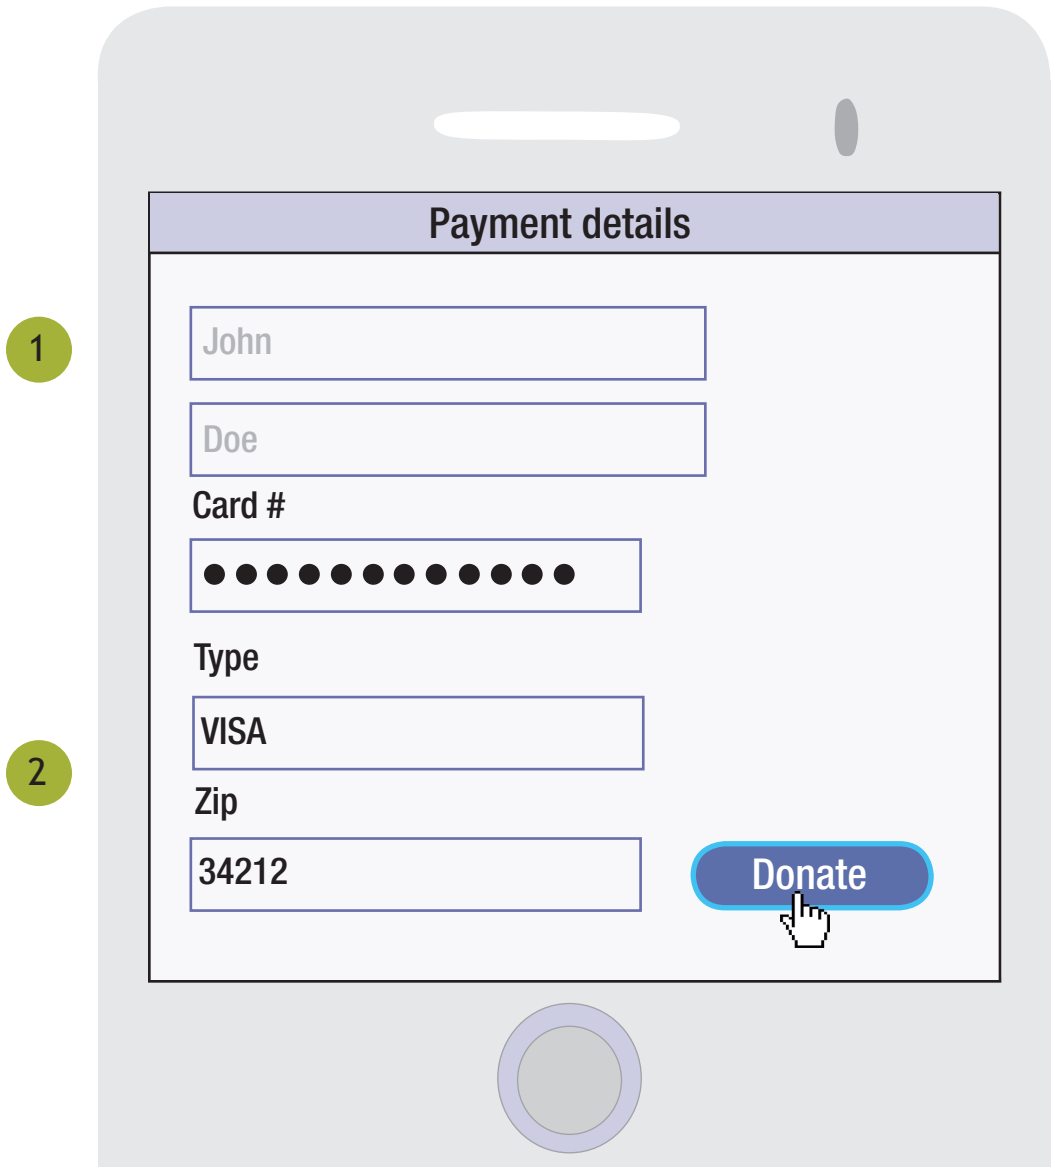 Payment details
1
John
Doe
Card #
●●●●●●●●●●●●
Type
VISA
2
Zip
34212
Donate